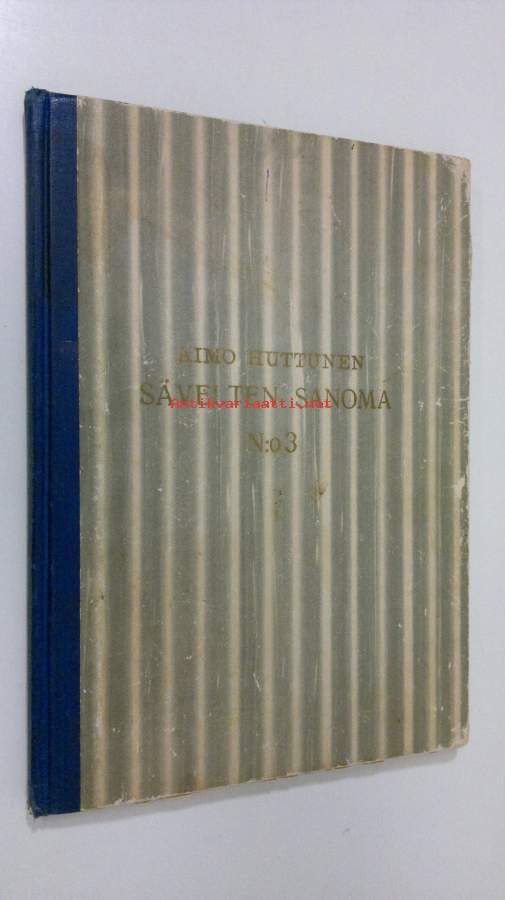 AIMO HUTTUNEN
SÄVELTEN SANOMA
antikvariaatti.net
N:o 3